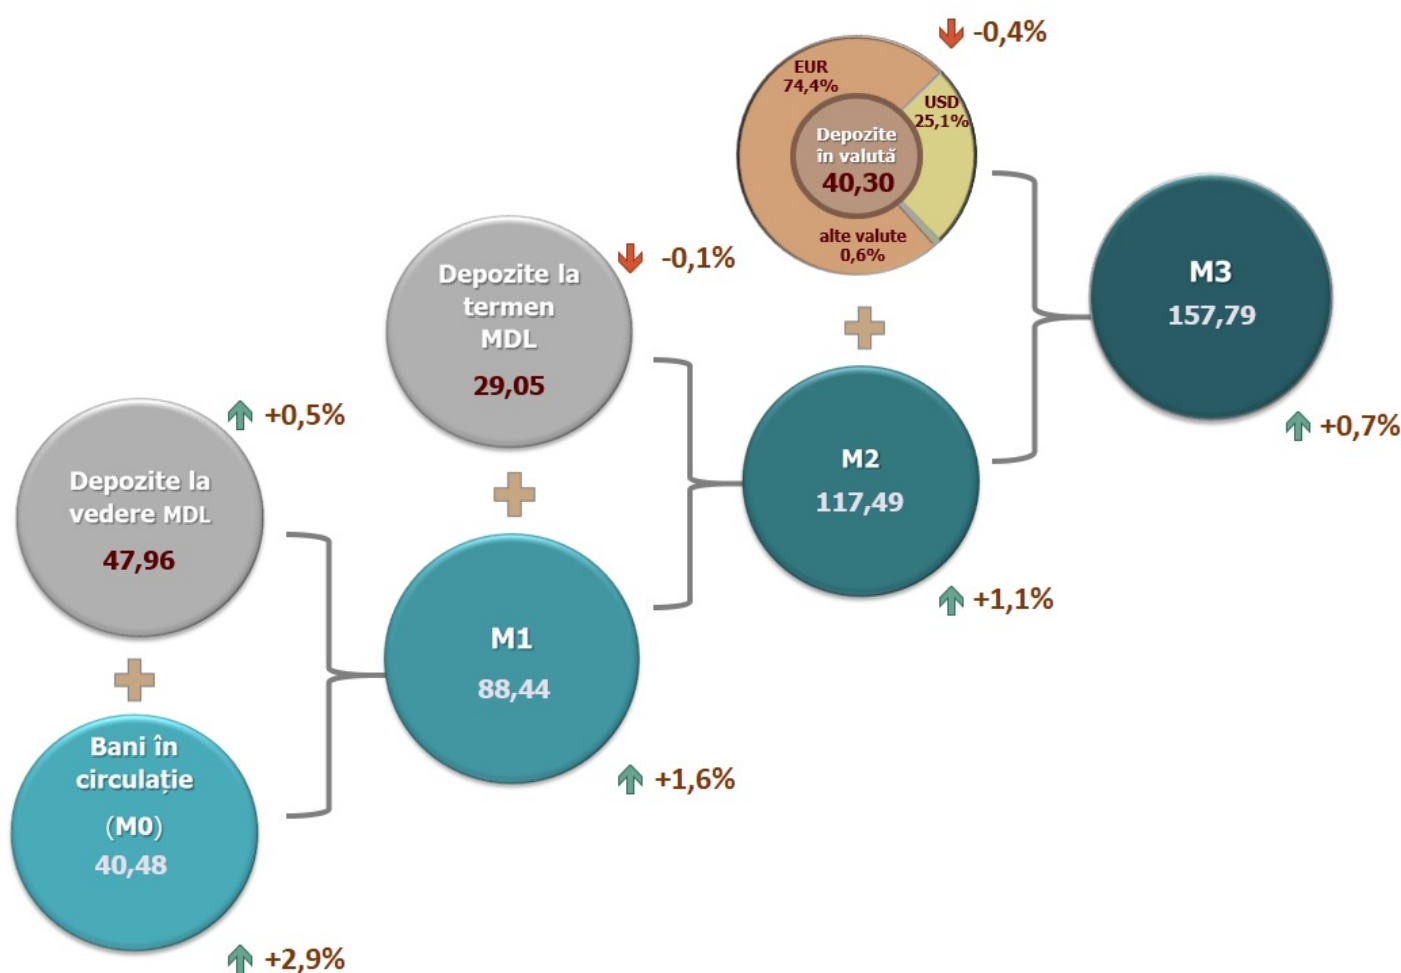 Depozite la
vedere MDL
47,96
+0,5%
Bani în
circulație
(M0)
40,48
+2,9%
Depozite la
termen
MDL
29,05
-0,1%
M1
88,44
+1,6%
EUR
74,4%
USD
25,1%
Depozite
în valută
40,30
alte valute
0,6%
-0,4%
M2
117,49
+1,1%
M3
157,79
+0,7%